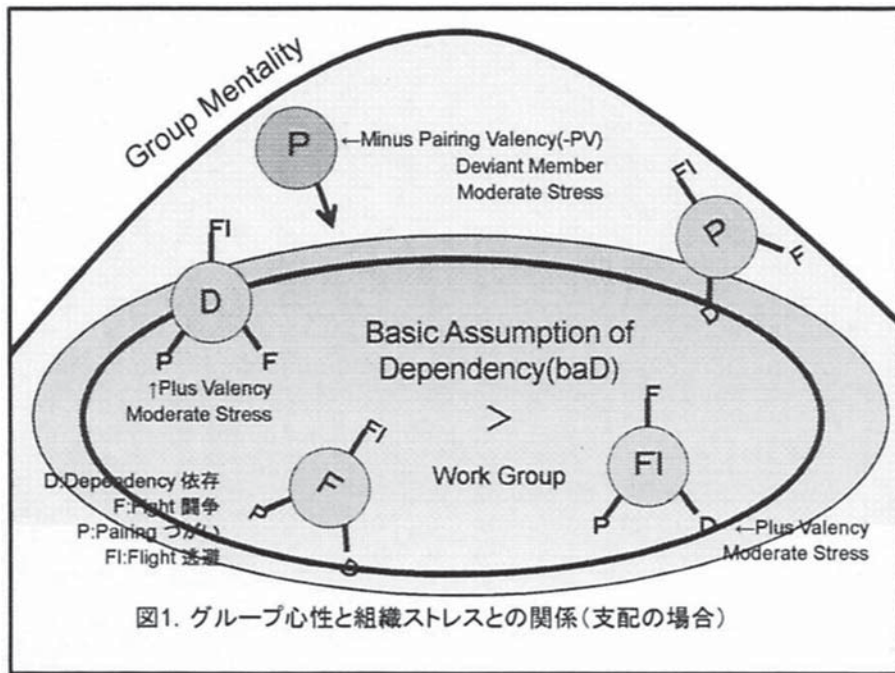 Group Mentality
P
←Minus Pairing Valency(-PV)
Deviant Member
Moderate Stress
FI
P
F
D
FI
D
P
F
↑Plus Valency
Moderate Stress
Basic Assumption of
Dependency(baD)
>
Work Group
FI
F
P
D
F
FI
P
D
←Plus Valency
Moderate Stress
D:Dependency 依存
F:Fight 闘争
P:Pairing つがい
FI:Flight 逃避
図1. グループ心性と組織ストレスとの関係(支配の場合)